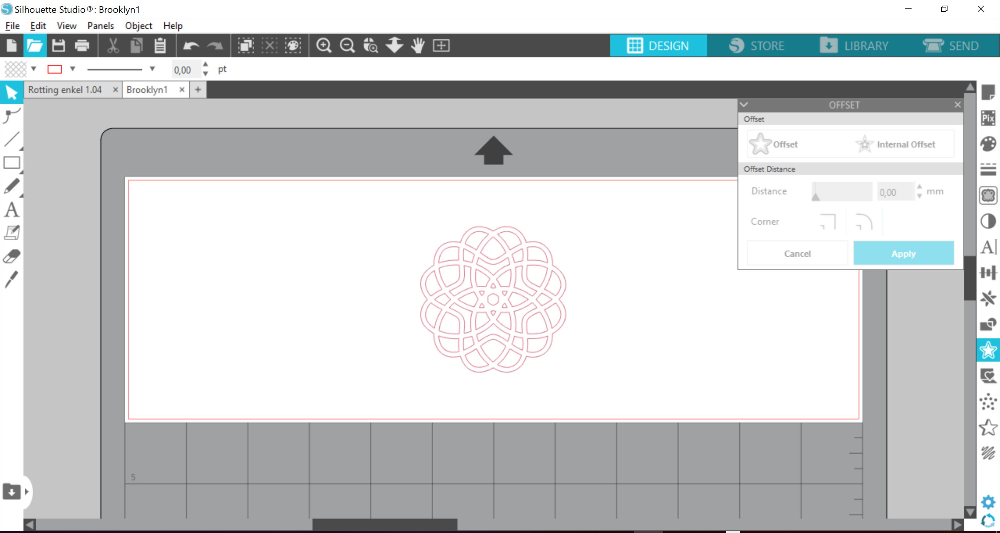 Silhouette Studio®: Brooklyn1
File Edit View Panels Object Help
DESIGN STORE LIBRARY SEND
0,00 pt
Rotting enkel 1.04 Brooklyn1 +
OFFSET
Offset
Offset Internal Offset
Offset Distance
Distance 0,00 mm
Corner
Cancel Apply
Pix
A
A
5